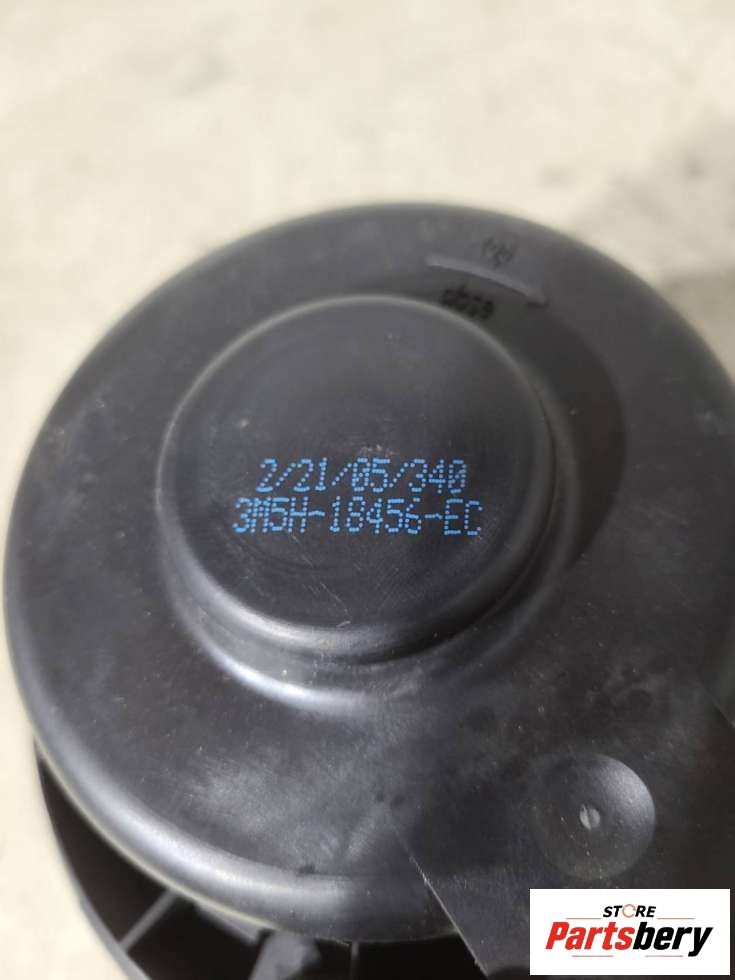 2/21/05/340
3M5H-18456-EC
STORE
Partsbery